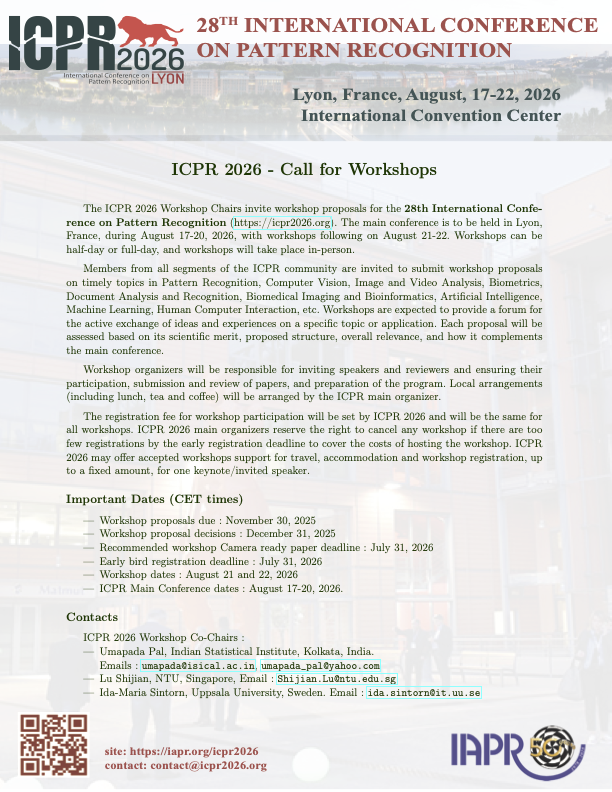 ICPR
2026
International Conference on
Pattern Recognition
LYON
28TH INTERNATIONAL CONFERENCE
ON PATTERN RECOGNITION
Lyon, France, August, 17-22, 2026
International Convention Center
ICPR 2026 - Call for Workshops
The ICPR 2026 Workshop Chairs invite workshop proposals for the 28th International Confe-
rence on Pattern Recognition (https://icpr2026.org). The main conference is to be held in Lyon,
France, during August 17-20, 2026, with workshops following on August 21-22. Workshops can be
half-day or full-day, and workshops will take place in-person.
Members from all segments of the ICPR community are invited to submit workshop proposals
on timely topics in Pattern Recognition, Computer Vision, Image and Video Analysis, Biometrics,
Document Analysis and Recognition, Biomedical Imaging and Bioinformatics, Artificial Intelligence,
Machine Learning, Human Computer Interaction, etc. Workshops are expected to provide a forum for
the active exchange of ideas and experiences on a specific topic or application. Each proposal will be
assessed based on its scientific merit, proposed structure, overall relevance, and how it complements
the main conference.
Workshop organizers will be responsible for inviting speakers and reviewers and ensuring their
participation, submission and review of papers, and preparation of the program. Local arrangements
(including lunch, tea and coffee) will be arranged by the ICPR main organizer.
The registration fee for workshop participation will be set by ICPR 2026 and will be the same for
all workshops. ICPR 2026 main organizers reserve the right to cancel any workshop if there are too
few registrations by the early registration deadline to cover the costs of hosting the workshop. ICPR
2026 may offer accepted workshops support for travel, accommodation and workshop registration, up
to a fixed amount, for one keynote/invited speaker.
Important Dates (CET times)
— Workshop proposals due : November 30, 2025
— Workshop proposal decisions : December 31, 2025
— Recommended workshop Camera ready paper deadline : July 31, 2026
— Early bird registration deadline : July 31, 2026
— Workshop dates : August 21 and 22, 2026
— ICPR Main Conference dates : August 17-20, 2026.
Contacts
ICPR 2026 Workshop Co-Chairs :
— Umapada Pal, Indian Statistical Institute, Kolkata, India.
Emails : umapada@isical.ac.in, umapada_pal@yahoo.com
— Lu Shijian, NTU, Singapore, Email : Shijian.Lu@ntu.edu.sg
— Ida-Maria Sintorn, Uppsala University, Sweden. Email : ida.sintorn@it.uu.se
site: https://iapr.org/icpr2026
contact: contact@icpr2026.org
IAPR